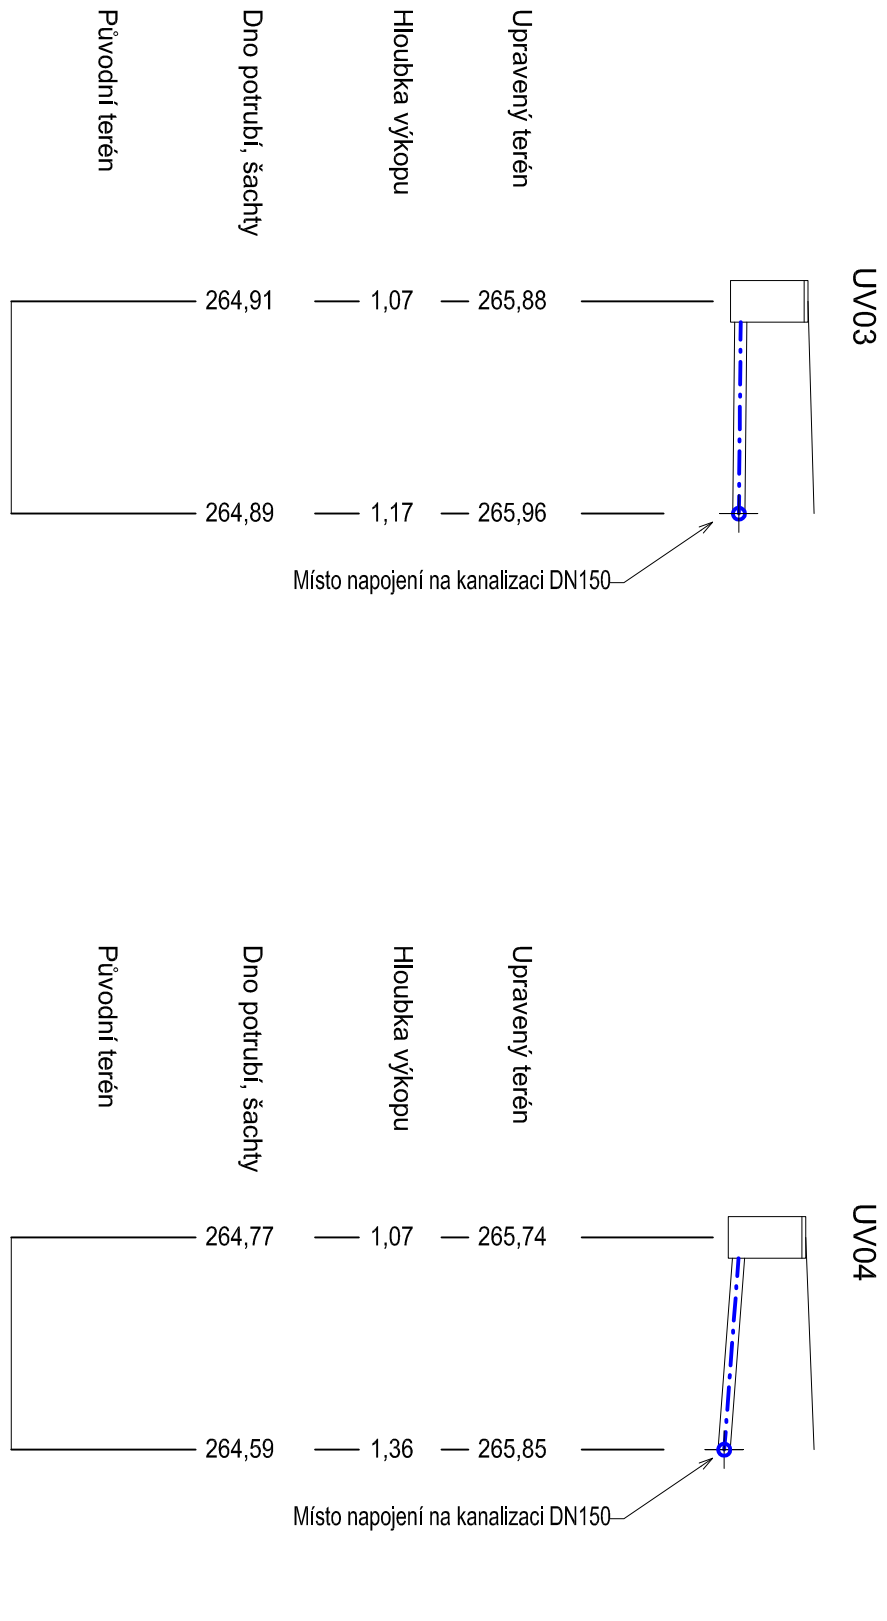 UV03
Upravený terén
Hloubka výkopu
Dno potrubí, šachty
Původní terén
264,91 1,07 265,88
264,89 1,17 265,96
Místo napojení na kanalizaci DN150
UV04
Upravený terén
Hloubka výkopu
Dno potrubí, šachty
Původní terén
264,77 1,07 265,74
264,59 1,36 265,85
Místo napojení na kanalizaci DN150